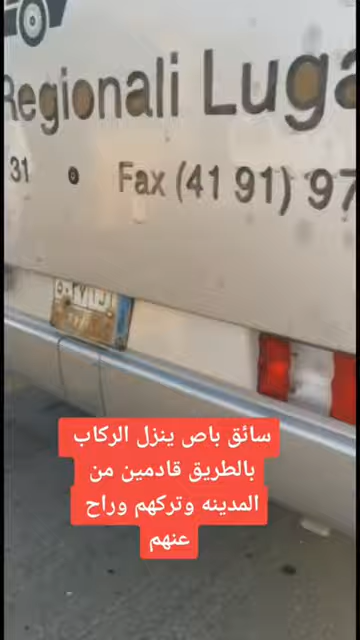 Regionali Luga
31 • Fax (41 91) 97
سائق باص ينزل الركاب
بالطريق قادمين من
المدينه وتركهم وراح
عنهم